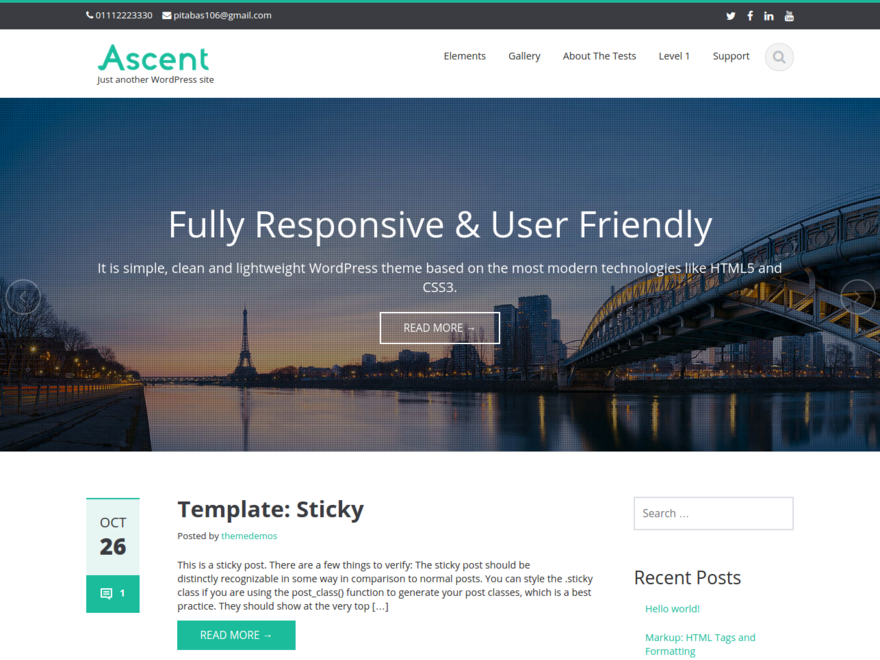 01112223330 pitabas106@gmail.com
Ascent
Just another WordPress site
Elements Gallery About The Tests Level 1 Support
Fully Responsive & User Friendly
It is simple, clean and lightweight WordPress theme based on the most modern technologies like HTML5 and
CSS3.
READ MORE →
OCT
26
1
Template: Sticky
Posted by themedemos
This is a sticky post. There are a few things to verify: The sticky post should be
distinctly recognizable in some way in comparison to normal posts. You can style the .sticky
class if you are using the post_class() function to generate your post classes, which is a best
practice. They should show at the very top […]
READ MORE →
Search …
Recent Posts
Hello world!
Markup: HTML Tags and
Formatting